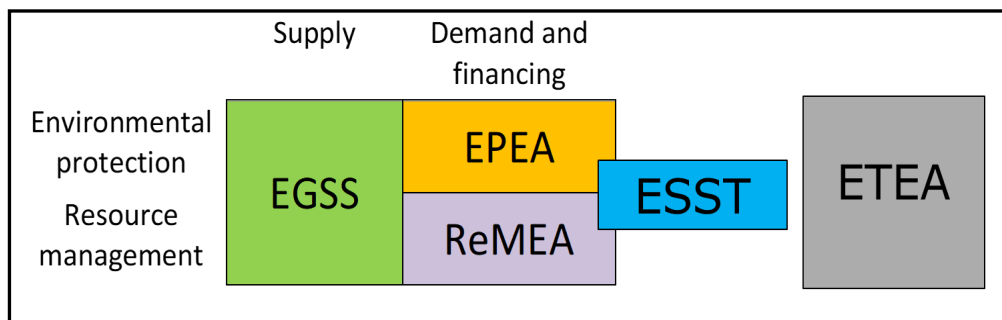 Supply
Demand and
financing
Environmental
protection
Resource
management
EGSS
EPEA
ReMEA
ESST
ETEA